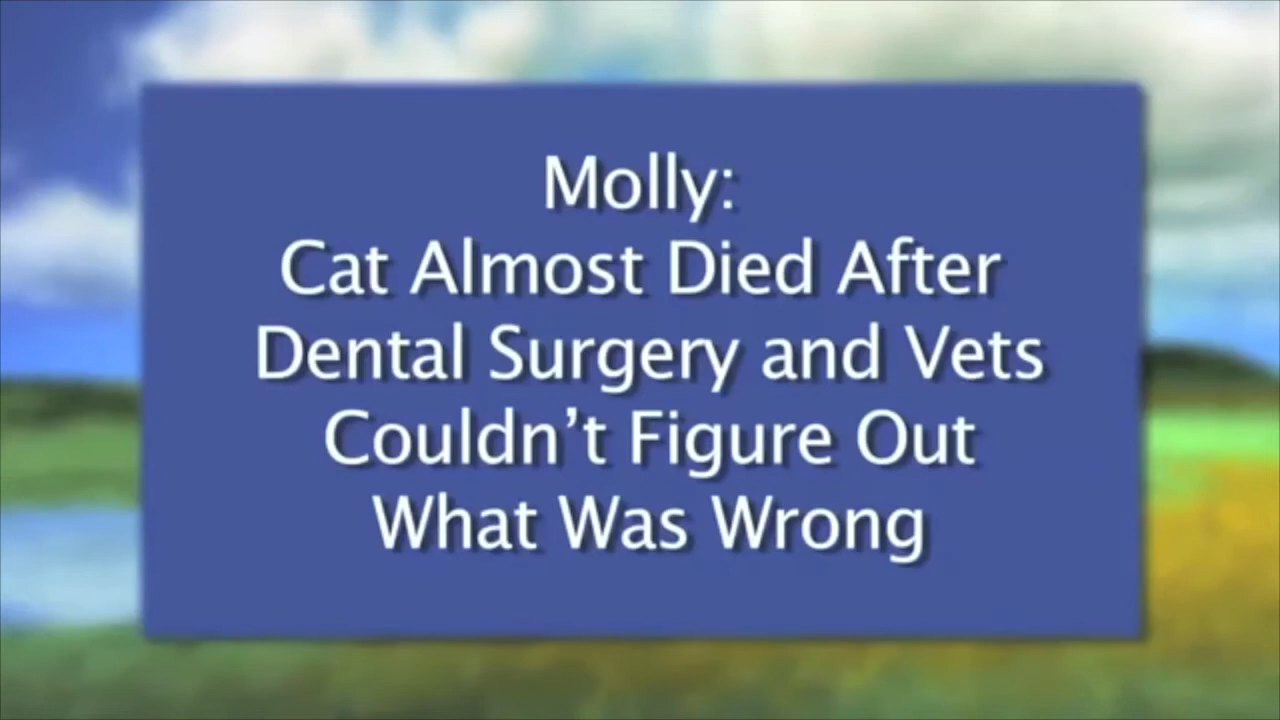 Molly:
Cat Almost Died After
Dental Surgery and Vets
Couldn’t Figure Out
What Was Wrong